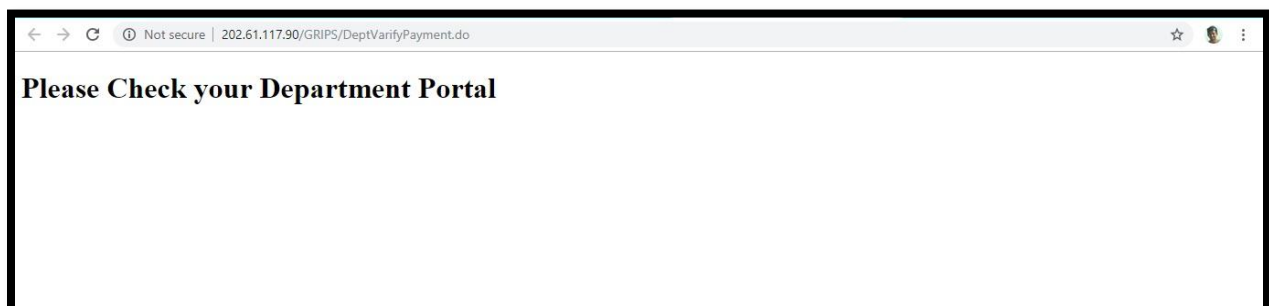 Not secure | 202.61.117.90/GRIPS/DeptVarifyPayment.do
Please Check your Department Portal